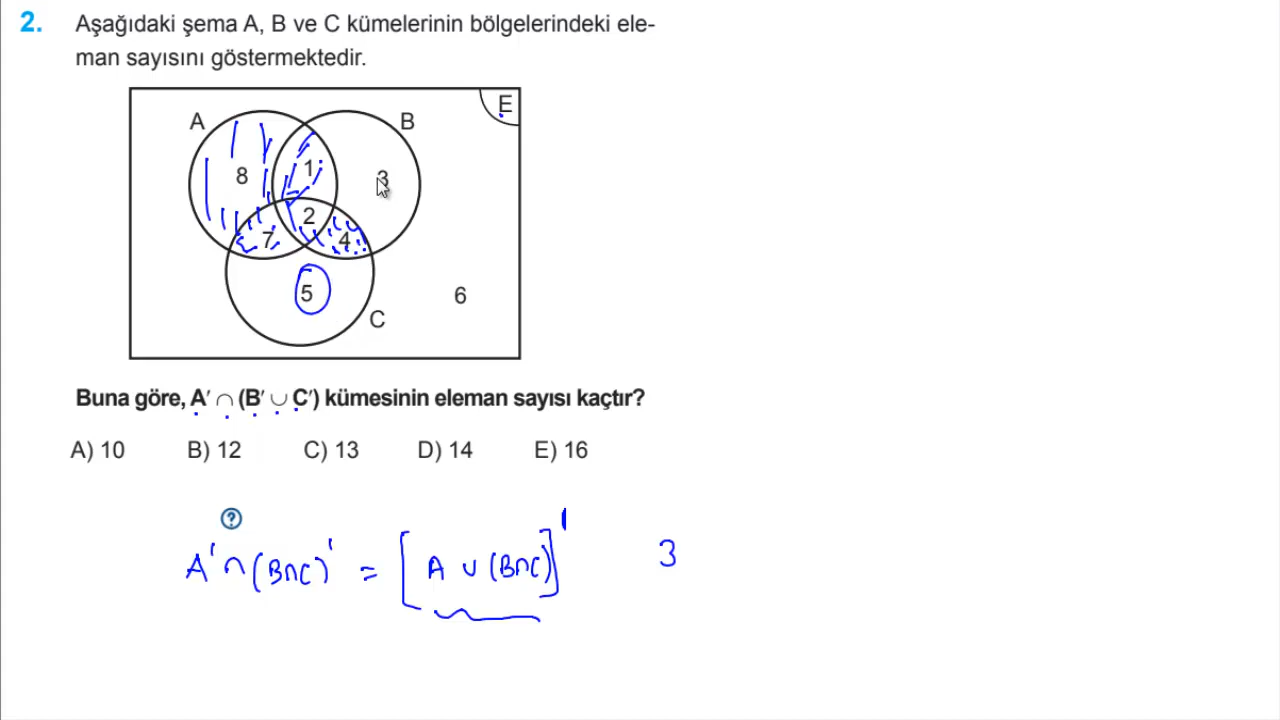 2. Aşağıdaki şema A, B ve C kümelerinin bölgelerindeki ele-
man sayısını göstermektedir.
E
A
B
8
1
3
2
7
4
5
6
C
Buna göre, A′ ∩ (B′ ∪ C′) kümesinin eleman sayısı kaçtır?
A) 10 B) 12 C) 13 D) 14 E) 16
?
A' ∩ (B∩C)' = [A ∪ (B∩C)]' 3